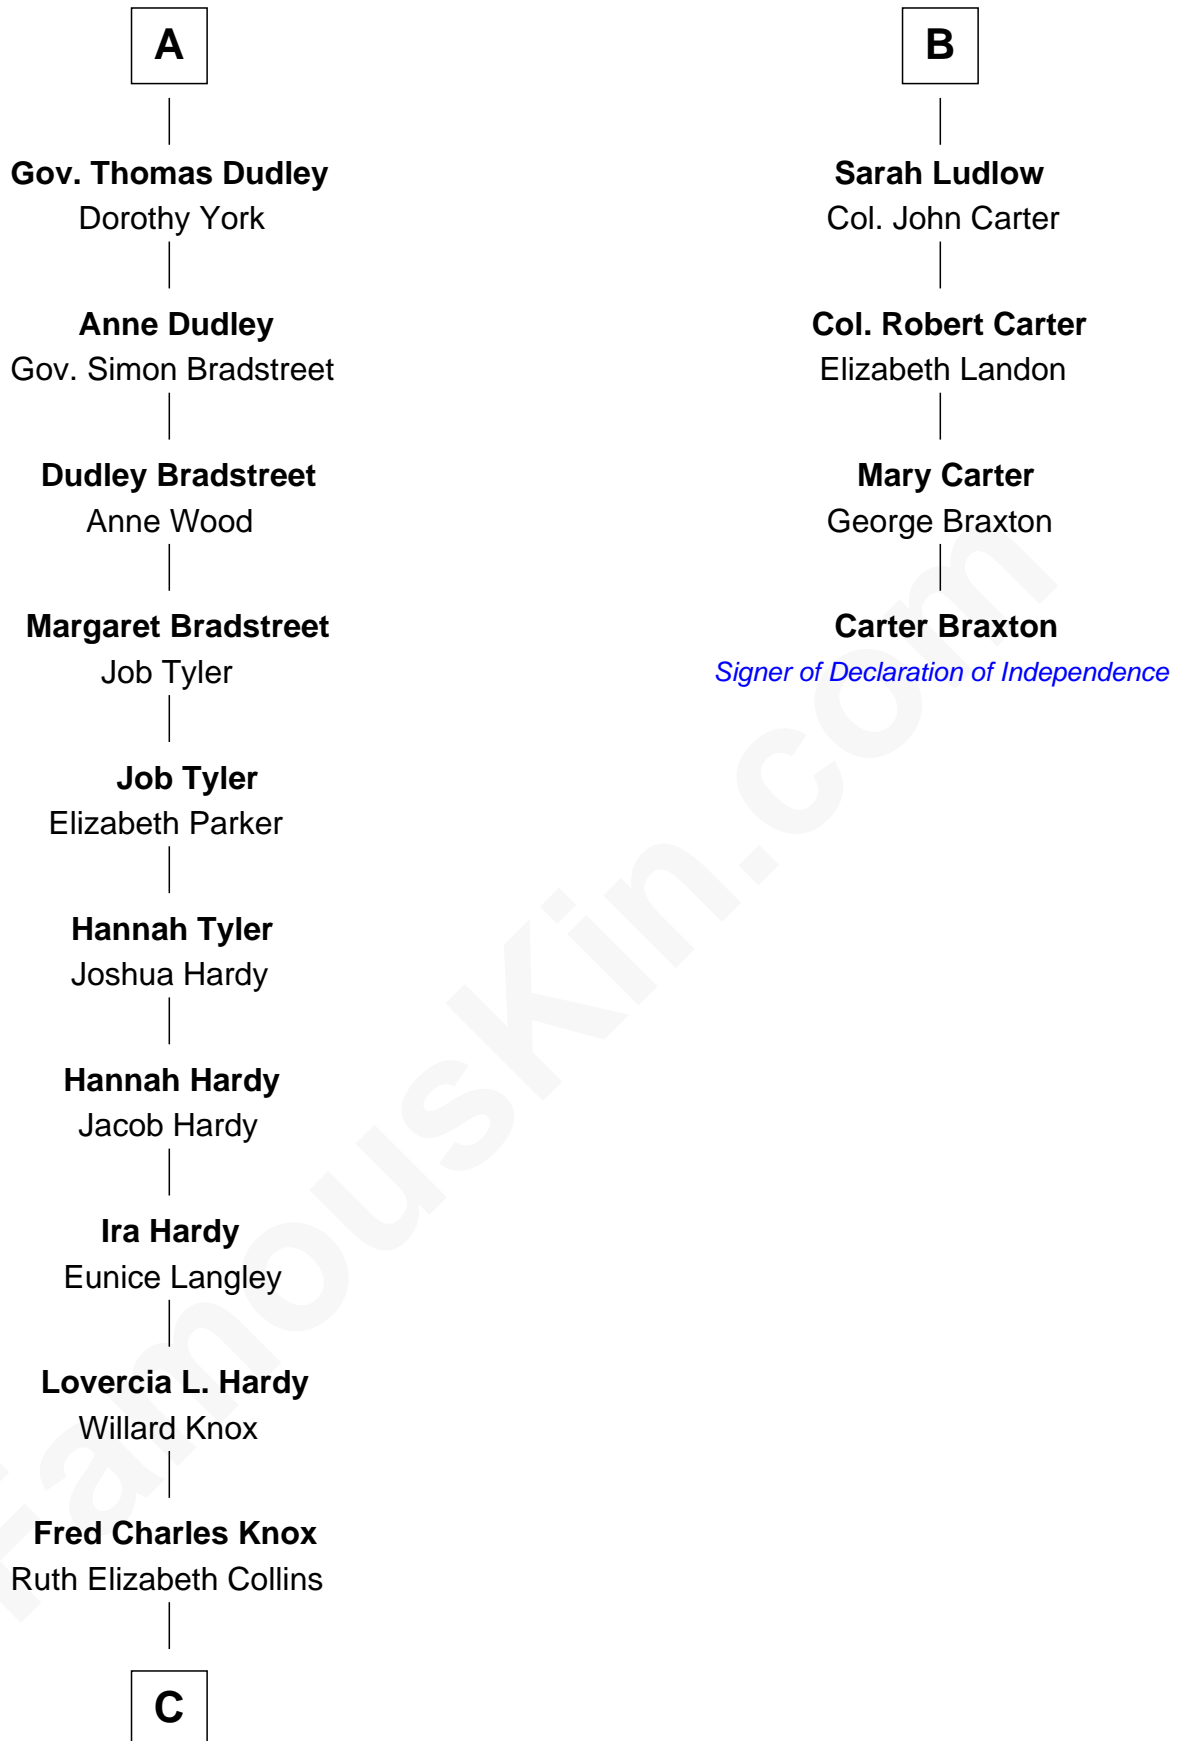 A
Gov. Thomas Dudley
Dorothy York
Anne Dudley
Gov. Simon Bradstreet
Dudley Bradstreet
Anne Wood
Margaret Bradstreet
Job Tyler
Job Tyler
Elizabeth Parker
Hannah Tyler
Joshua Hardy
Hannah Hardy
Jacob Hardy
Ira Hardy
Eunice Langley
Lovercia L. Hardy
Willard Knox
Fred Charles Knox
Ruth Elizabeth Collins
C
B
Sarah Ludlow
Col. John Carter
Col. Robert Carter
Elizabeth Landon
Mary Carter
George Braxton
Carter Braxton
Signer of Declaration of Independence
FamousKin.com